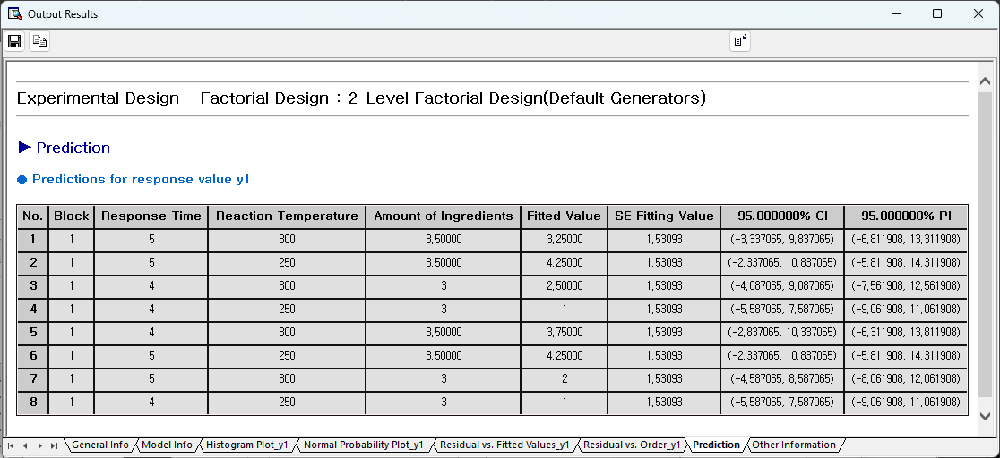 Output Results
Experimental Design - Factorial Design : 2-Level Factorial Design(Default Generators)
Prediction
Predictions for response value y1
No. Block Response Time Reaction Temperature Amount of Ingredients Fitted Value SE Fitting Value 95.000000% CI 95.000000% PI
1 1 5 300 3.50000 3.25000 1.53093 (-3.337065, 9.837065) (-6.811908, 13.311908)
2 1 5 250 3.50000 4.25000 1.53093 (-2.337065, 10.837065) (-5.811908, 14.311908)
3 1 4 300 3 2.50000 1.53093 (-4.087065, 9.087065) (-7.561908, 12.561908)
4 1 4 250 3 1 1.53093 (-5.587065, 7.587065) (-9.061908, 11.061908)
5 1 4 300 3.50000 3.75000 1.53093 (-2.837065, 10.337065) (-6.311908, 13.811908)
6 1 5 250 3.50000 4.25000 1.53093 (-2.337065, 10.837065) (-5.811908, 14.311908)
7 1 5 300 3 2 1.53093 (-4.587065, 8.587065) (-8.061908, 12.061908)
8 1 4 250 3 1 1.53093 (-5.587065, 7.587065) (-9.061908, 11.061908)
General Info Model Info Histogram Plot_y1 Normal Probability Plot_y1 Residual vs. Fitted Values_y1 Residual vs. Order_y1 Prediction Other Information